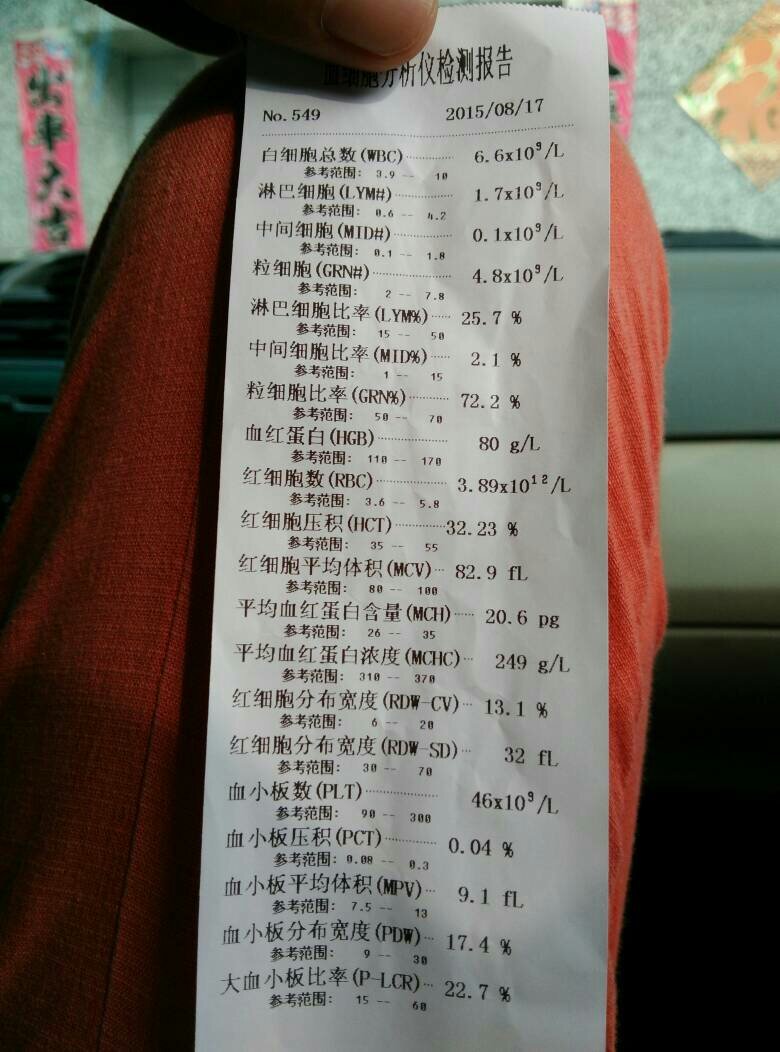 血细胞分析仪检测报告
No.549 2015/08/17
白细胞总数(WBC) 6.6x10⁹/L
参考范围: 3.9 -- 10
淋巴细胞(LYM#) 1.7x10⁹/L
参考范围: 0.6 -- 4.2
中间细胞(MID#) 0.1x10⁹/L
参考范围: 0.1 -- 1.8
粒细胞(GRN#) 4.8x10⁹/L
参考范围: 2 -- 7.8
淋巴细胞比率(LYM%) 25.7 %
参考范围: 15 -- 50
中间细胞比率(MID%) 2.1 %
参考范围: 1 -- 15
粒细胞比率(GRN%) 72.2 %
参考范围: 50 -- 70
血红蛋白(HGB) 80 g/L
参考范围: 110 -- 170
红细胞数(RBC) 3.89x10¹²/L
参考范围: 3.6 -- 5.8
红细胞压积(HCT) 32.23 %
参考范围: 35 -- 55
红细胞平均体积(MCV) 82.9 fL
参考范围: 80 -- 100
平均血红蛋白含量(MCH) 20.6 pg
参考范围: 26 -- 35
平均血红蛋白浓度(MCHC) 249 g/L
参考范围: 310 -- 370
红细胞分布宽度(RDW-CV) 13.1 %
参考范围: 6 -- 20
红细胞分布宽度(RDW-SD) 32 fL
参考范围: 30 -- 70
血小板数(PLT) 46x10⁹/L
参考范围: 90 -- 300
血小板压积(PCT) 0.04 %
参考范围: 0.08 -- 0.3
血小板平均体积(MPV) 9.1 fL
参考范围: 7.5 -- 13
血小板分布宽度(PDW) 17.4 %
参考范围: 9 -- 30
大血小板比率(P-LCR) 22.7 %
参考范围: 15 -- 60
出车大吉